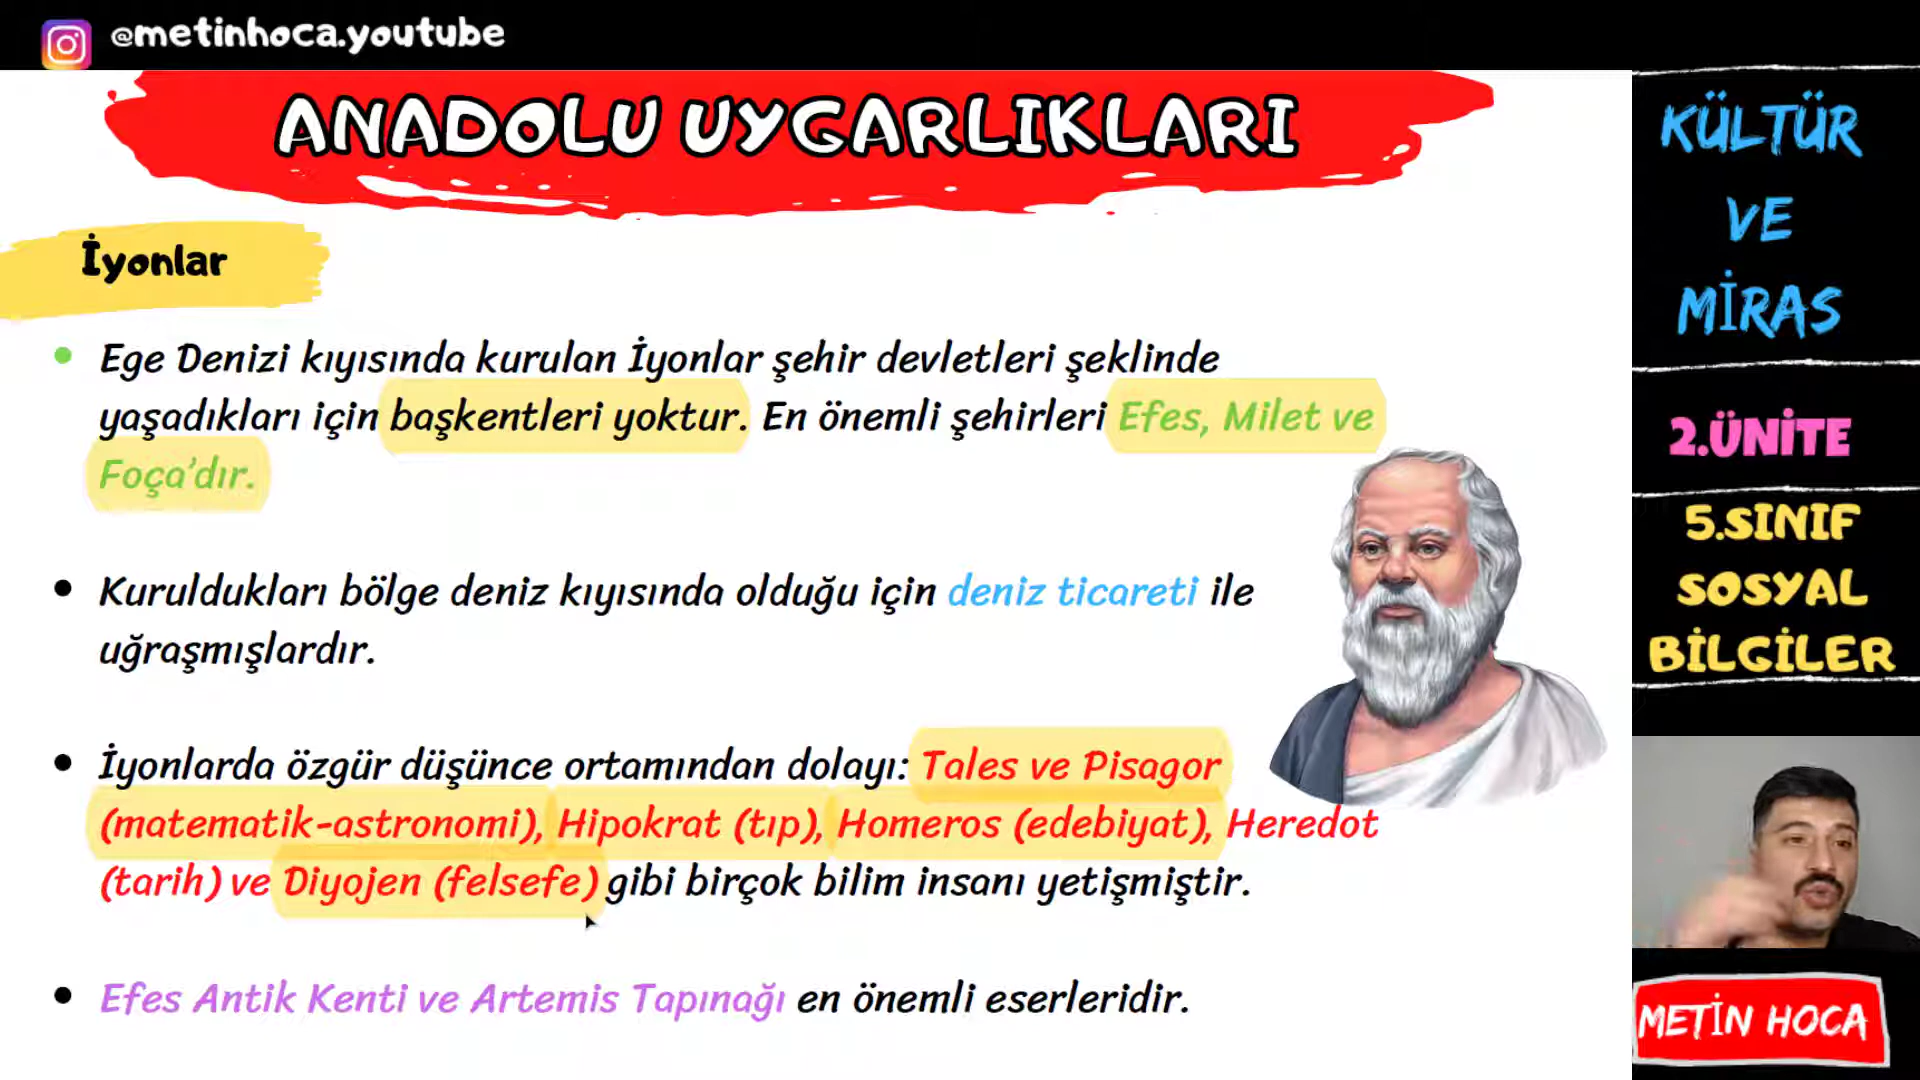 @metinhoca.youtube
ANADOLU UYGARLIKLARI
İyonlar
Ege Denizi kıyısında kurulan İyonlar şehir devletleri şeklinde
yaşadıkları için başkentleri yoktur. En önemli şehirleri Efes, Milet ve
Foça'dır.
Kuruldukları bölge deniz kıyısında olduğu için deniz ticareti ile
uğraşmışlardır.
İyonlarda özgür düşünce ortamından dolayı: Tales ve Pisagor
(matematik-astronomi), Hipokrat (tıp), Homeros (edebiyat), Heredot
(tarih) ve Diyojen (felsefe) gibi birçok bilim insanı yetişmiştir.
Efes Antik Kenti ve Artemis Tapınağı en önemli eserleridir.
KÜLTÜR
VE
MİRAS
2.ÜNİTE
5.SINIF
SOSYAL
BİLGİLER
METİN HOCA